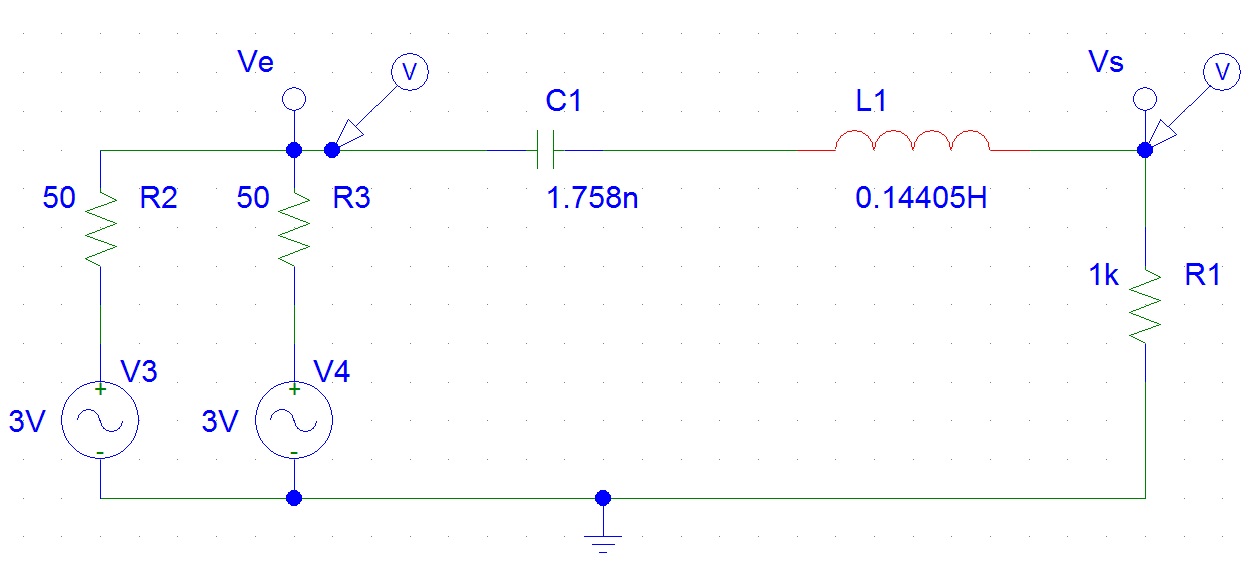 Ve
V
Vs
V
C1
L1
50
R2
50
R3
1.758n
0.14405H
1k
R1
V3
V4
+
+
3V
3V
-
-